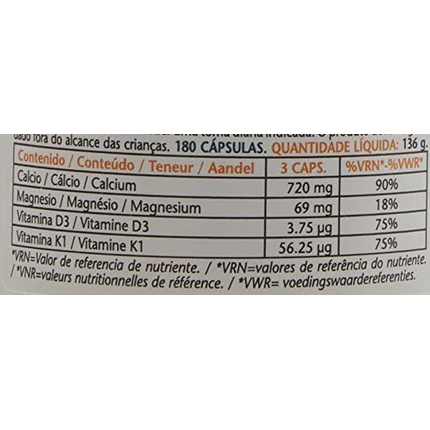 dado fora do alcance das crianças. 180 CÁPSULAS. QUANTIDADE LÍQUIDA: 136 g.
Contenido / Conteúdo / Teneur / Aandel 3 CAPS. %VRN*-%VWR*
Calcio / Cálcio / Calcium 720 mg 90%
Magnesio / Magnésio / Magnesium 69 mg 18%
Vitamina D3 / Vitamine D3 3.75 µg 75%
Vitamina K1 / Vitamine K1 56.25 µg 75%
*VRN=Valor de referencia de nutriente. / *VRN=valores de referência do nutriente.
/ *VNR=valeurs nutritionnelles de référence. / *VWR= voedingswaardereferenties.